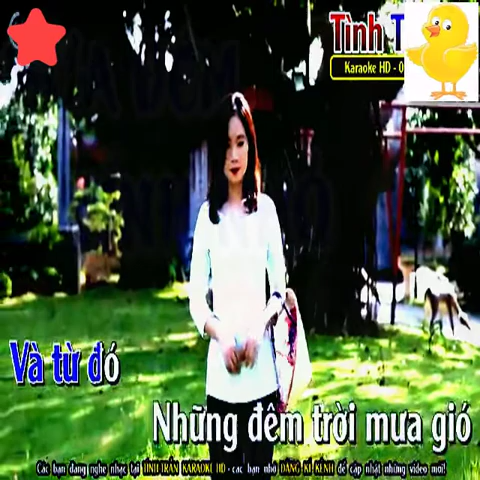 Tình T
Karaoke HD - 0
Và từ đó
Những đêm trời mưa gió
Các bạn đang nghe nhạc tại TÌNH TRẦN KARAOKE HD - các bạn nhớ ĐĂNG KÍ KÊNH để cập nhật những video mới!